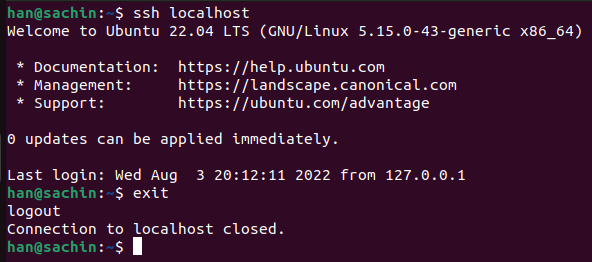 han@sachin:~$ ssh localhost
Welcome to Ubuntu 22.04 LTS (GNU/Linux 5.15.0-43-generic x86_64)

 * Documentation:  https://help.ubuntu.com
 * Management:     https://landscape.canonical.com
 * Support:        https://ubuntu.com/advantage

0 updates can be applied immediately.

Last login: Wed Aug  3 20:12:11 2022 from 127.0.0.1
han@sachin:~$ exit
logout
Connection to localhost closed.
han@sachin:~$